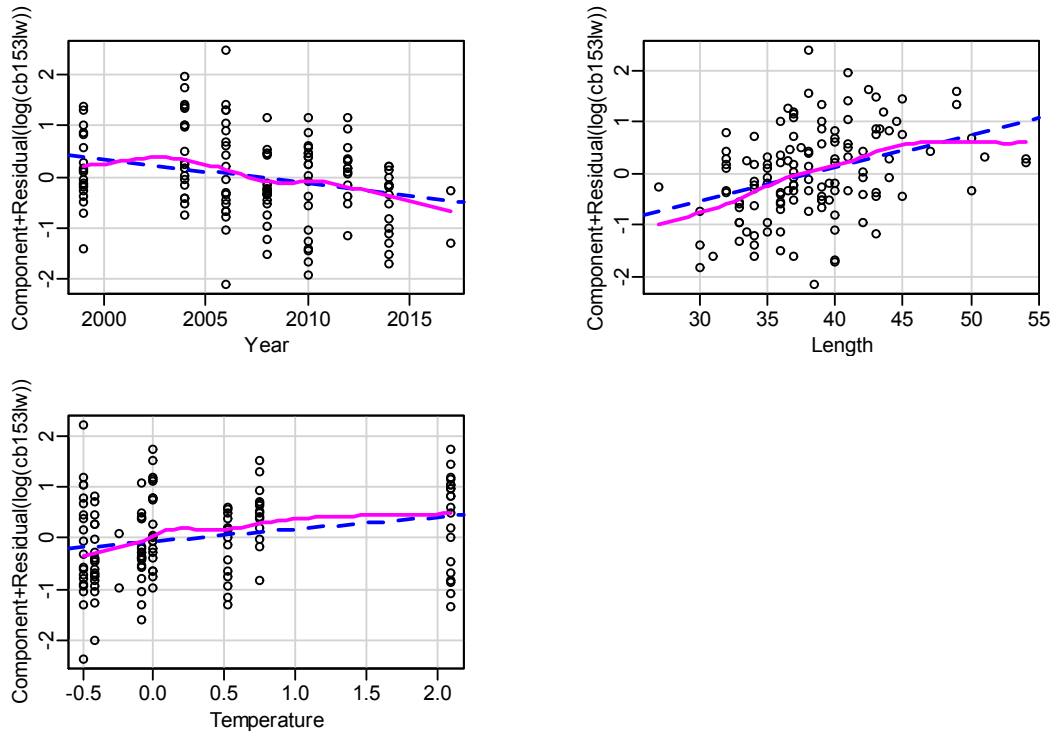 Component+Residual(log(cb153lw))
2
1
0
-1
-2
2000 2005 2010 2015
Year
Component+Residual(log(cb153lw))
2
1
0
-1
-2
30 35 40 45 50 55
Length
Component+Residual(log(cb153lw))
2
1
0
-1
-2
-0.5 0.0 0.5 1.0 1.5 2.0
Temperature